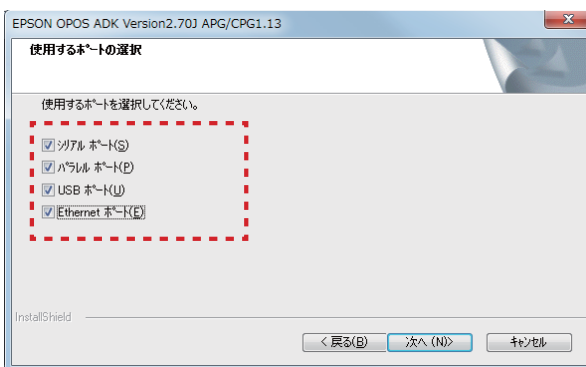 EPSON OPOS ADK Version2.70J APG/CPG1.13
使用するポートの選択
使用するポートを選択してください。
シリアル ポート(S)
パラレル ポート(P)
USB ポート(U)
Ethernet ポート(E)
InstallShield
< 戻る(B)
次へ (N)>
キャンセル